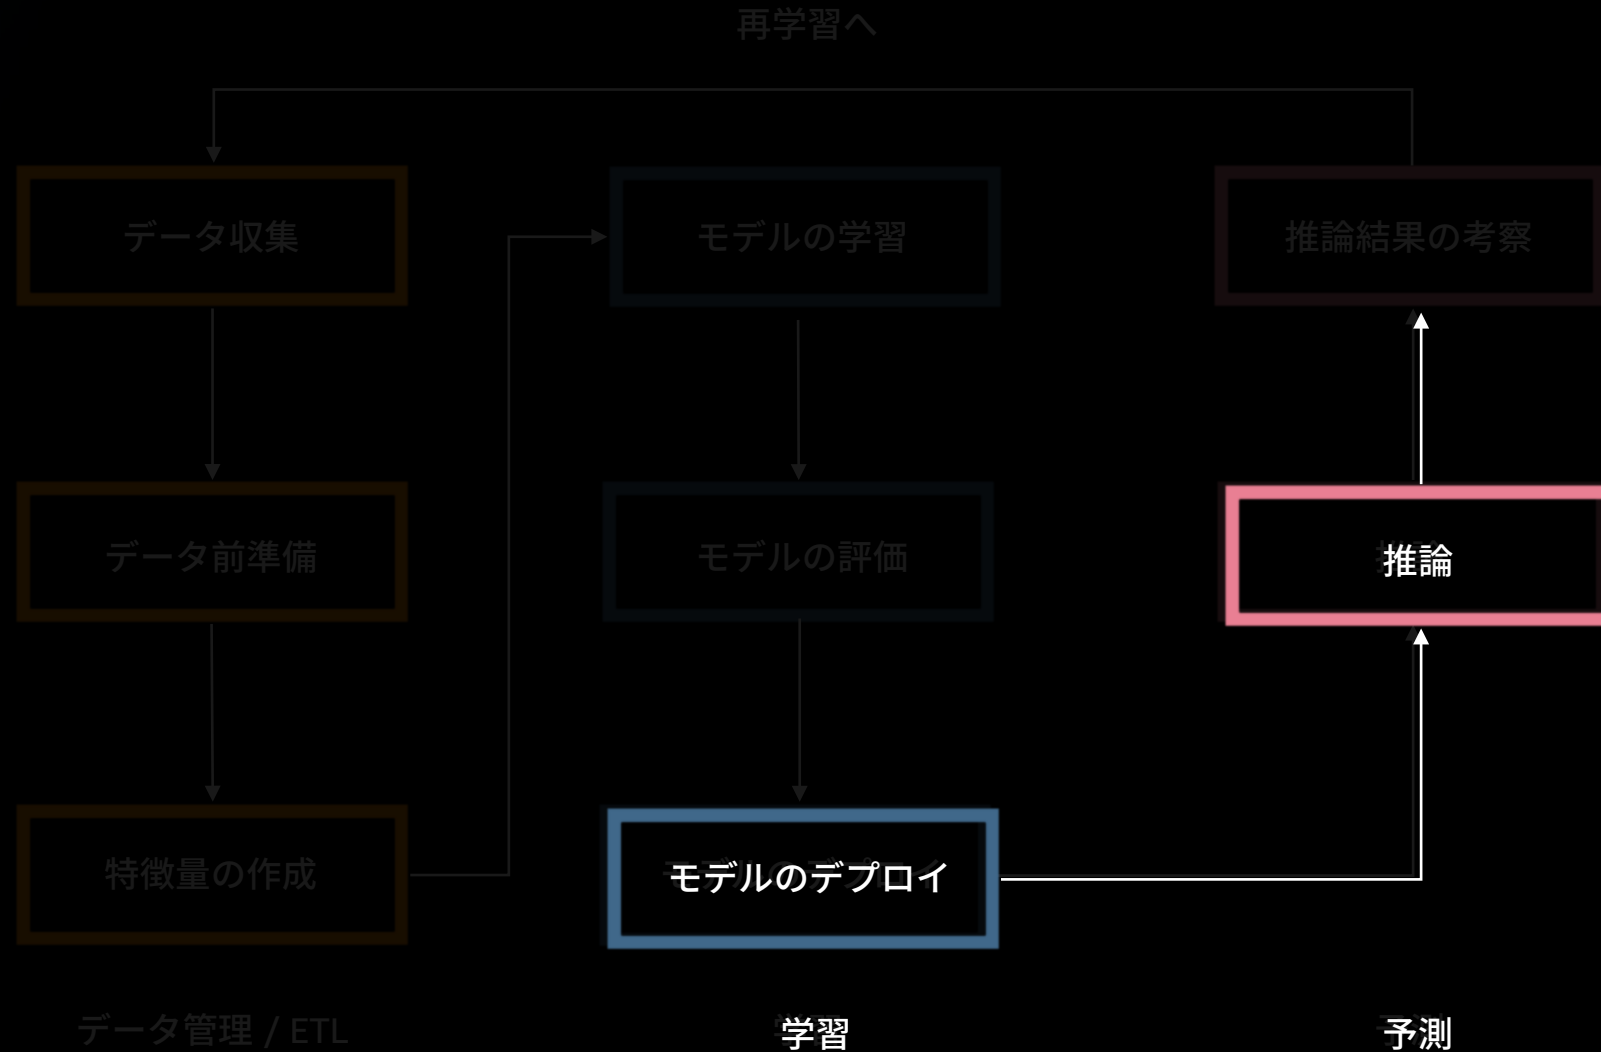 再学習へ
データ収集
モデルの学習
推論結果の考察
データ前準備
モデルの評価
推論
特徴量の作成
モデルのデプロイ
データ管理 / ETL
学習
予測